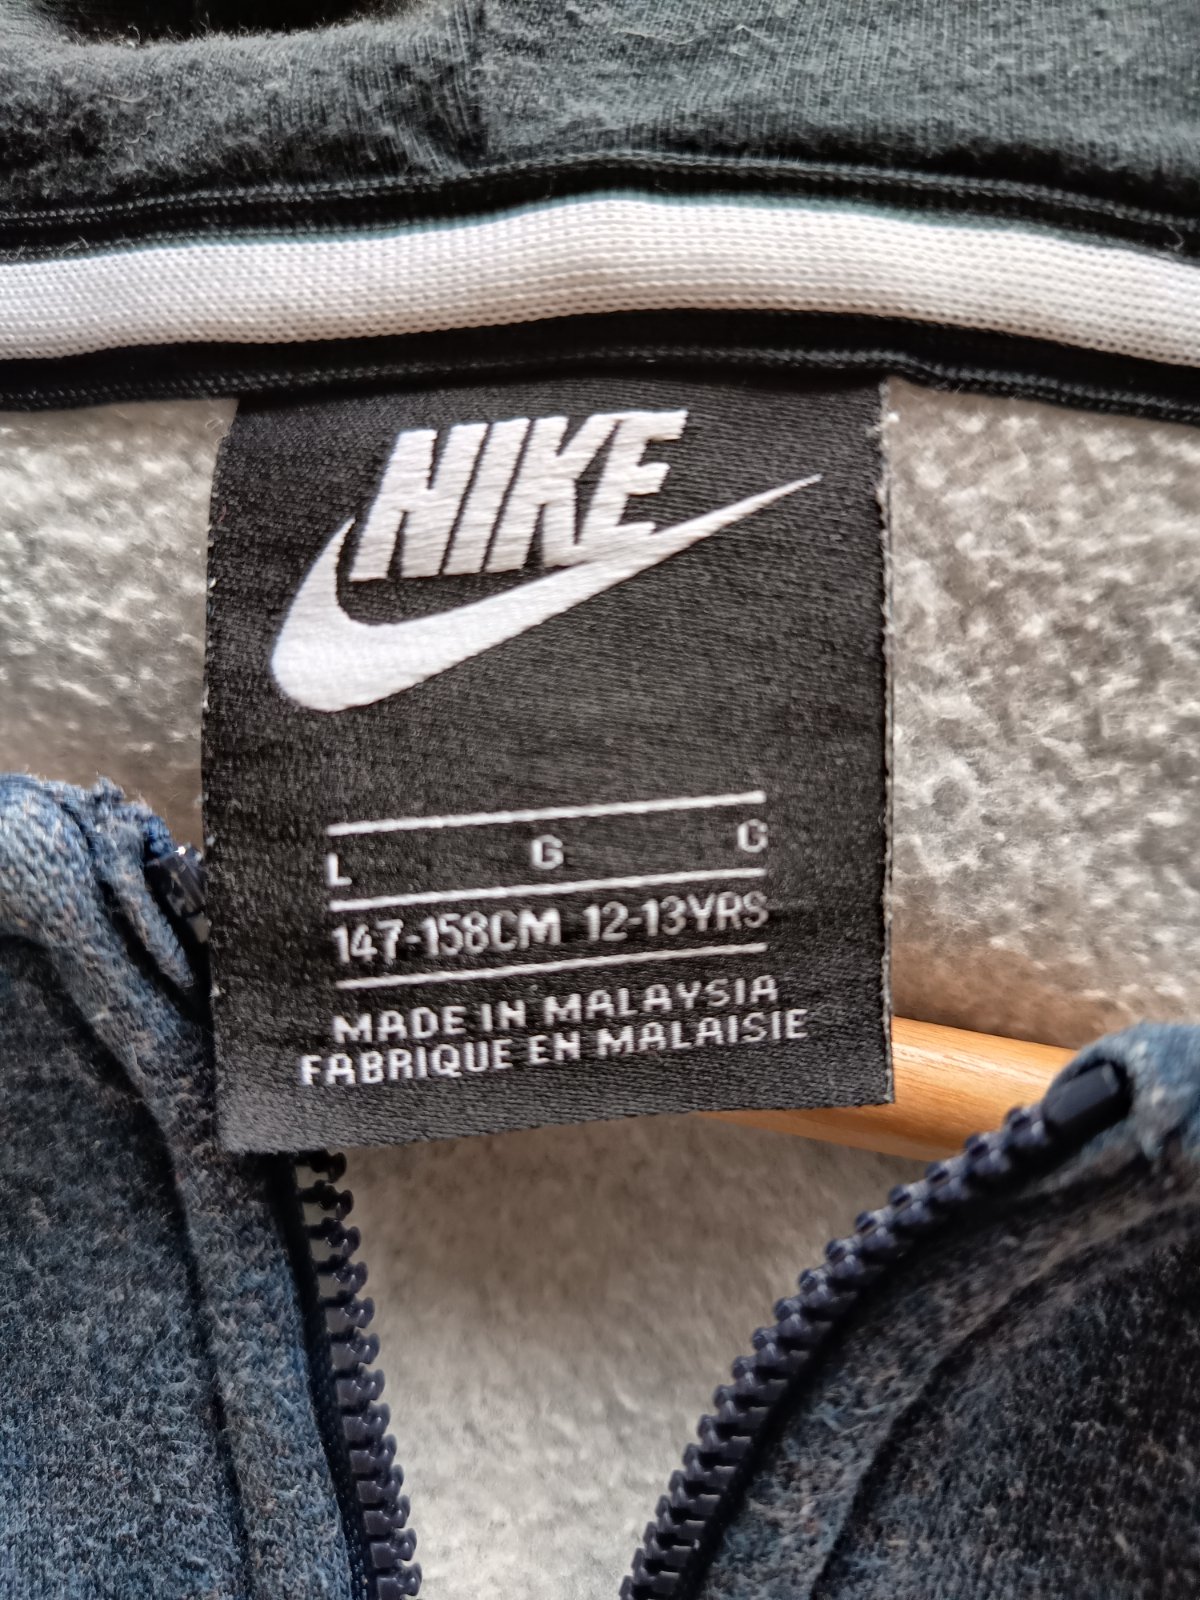 NIKE
L G G
147-158CM 12-13YRS
MADE IN MALAYSIA
FABRIQUE EN MALAISIE